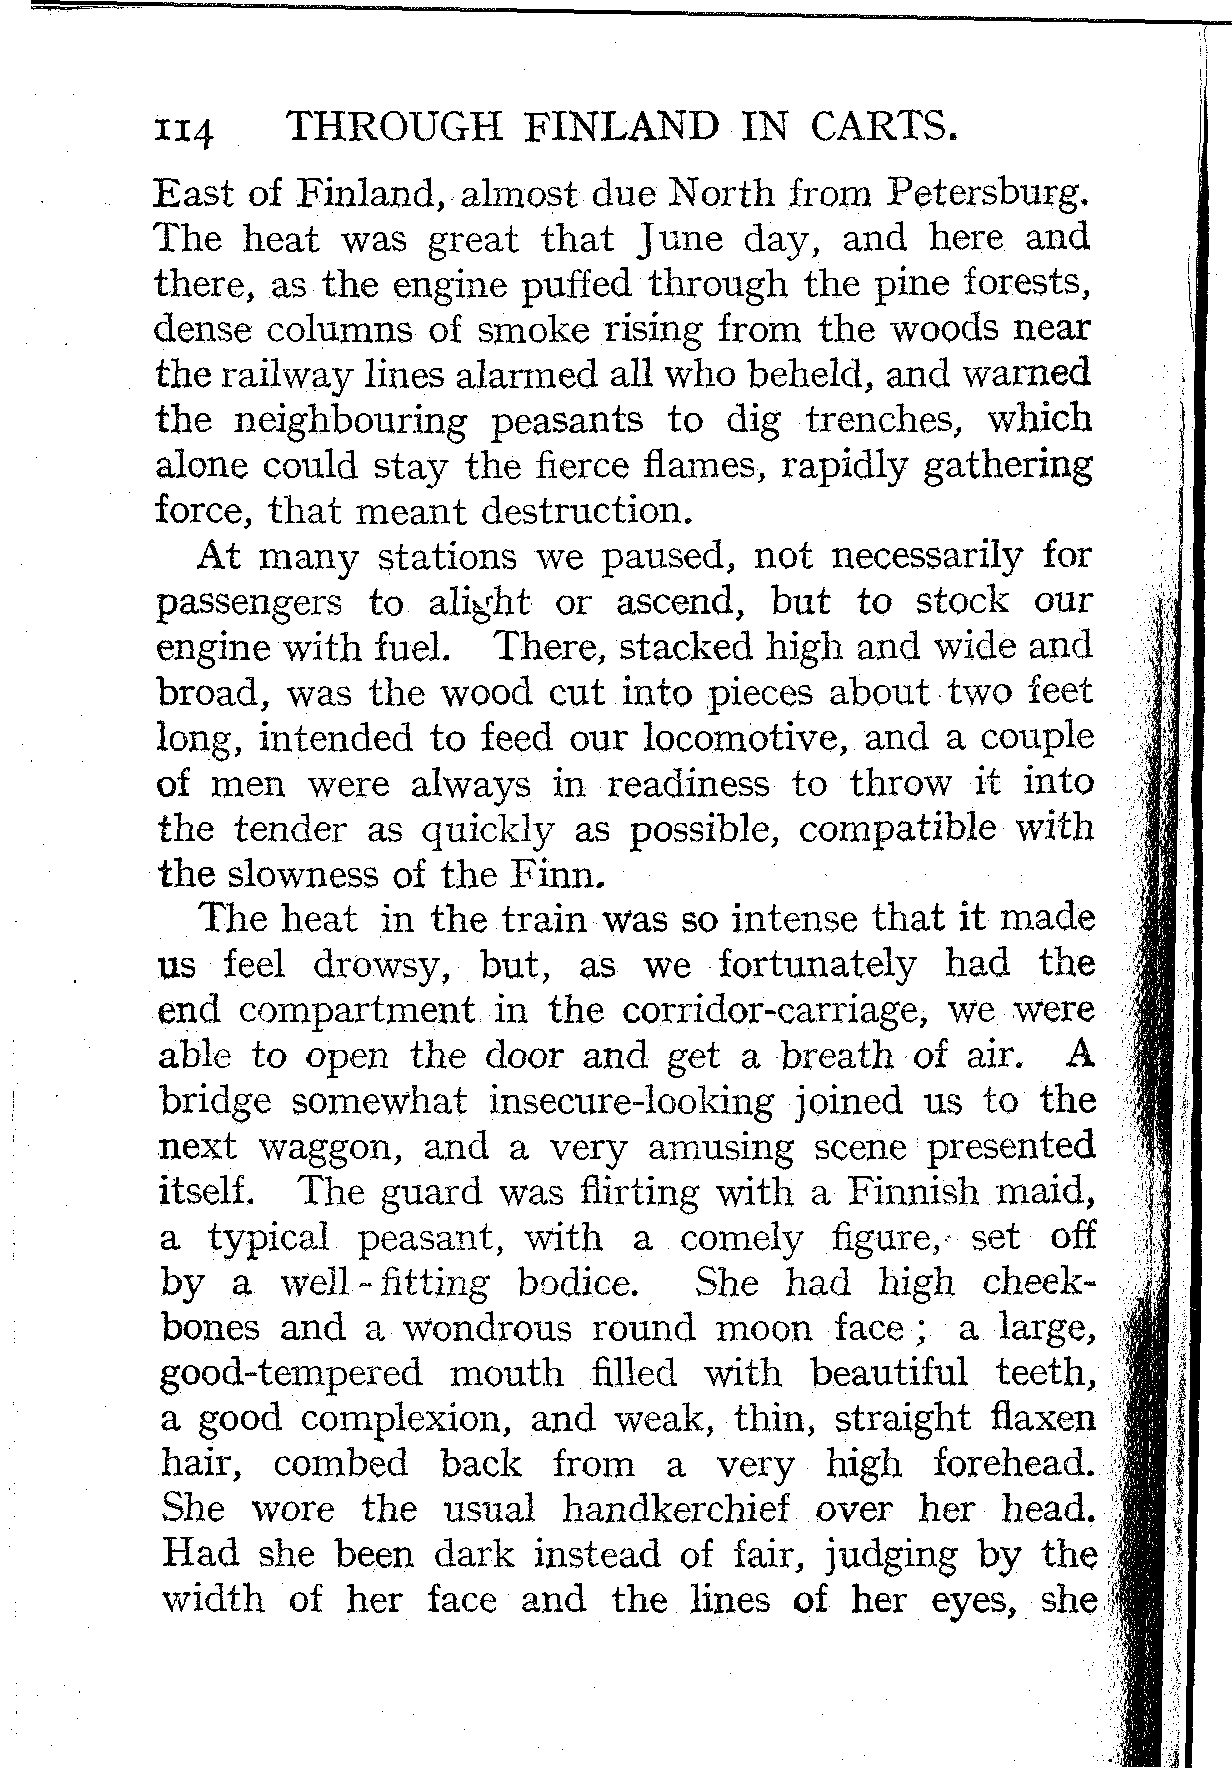 114 THROUGH FINLAND IN CARTS.
East of Finland, almost due North from Petersburg.
The heat was great that June day, and here and
there, as the engine puffed through the pine forests,
dense columns of smoke rising from the woods near
the railway lines alarmed all who beheld, and warned
the neighbouring peasants to dig trenches, which
alone could stay the fierce flames, rapidly gathering
force, that meant destruction.
At many stations we paused, not necessarily for
passengers to alight or ascend, but to stock our
engine with fuel. There, stacked high and wide and
broad, was the wood cut into pieces about two feet
long, intended to feed our locomotive, and a couple
of men were always in readiness to throw it into
the tender as quickly as possible, compatible with
the slowness of the Finn.
The heat in the train was so intense that it made
us feel drowsy, but, as we fortunately had the
end compartment in the corridor-carriage, we were
able to open the door and get a breath of air. A
bridge somewhat insecure-looking joined us to the
next waggon, and a very amusing scene presented
itself. The guard was flirting with a Finnish maid,
a typical peasant, with a comely figure, set off
by a well-fitting bodice. She had high cheek-
bones and a wondrous round moon face; a large,
good-tempered mouth filled with beautiful teeth,
a good complexion, and weak, thin, straight flaxen
hair, combed back from a very high forehead.
She wore the usual handkerchief over her head.
Had she been dark instead of fair, judging by the
width of her face and the lines of her eyes, she